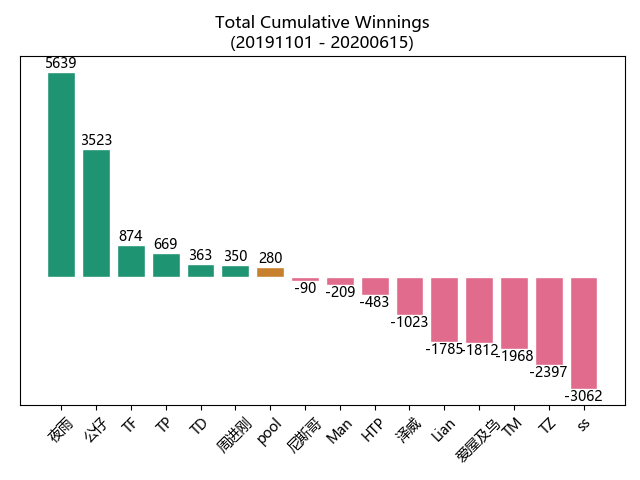 Total Cumulative Winnings
(20191101 - 20200615)
5639
3523
874
669
363
350
280
-90
-209
-483
-1023
-1785
-1812
-1968
-2397
-3062
夜雨
公仔
TF
TP
TD
周进刚
pool
尼斯哥
Man
HTP
泽威
Lian
爱屋及乌
TM
TZ
ss